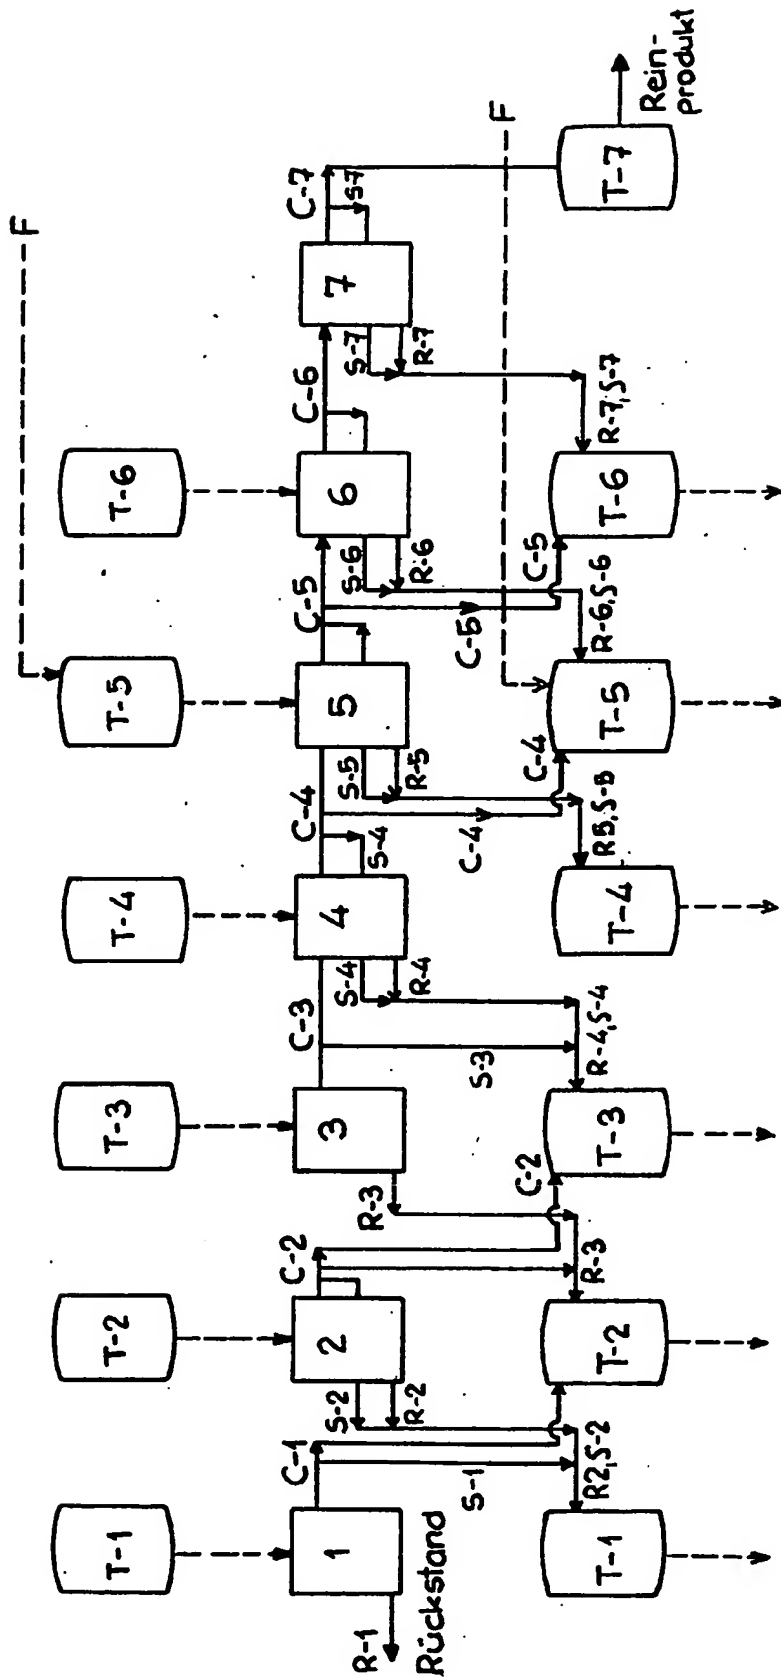 F
T-1
T-2
T-3
T-4
T-5
T-6
C-1
C-2
C-3
C-4
C-5
C-6
C-7
1
2
3
4
5
6
7
S-2
S-4
S-4
S-5
S-6
S-7
S-7
R-1
R-2
R-3
R-4
R-5
R-6
R-7
Rückstand
S-1
S-3
C-4
C-5
F
C-2
C-4
C-5
R2,S-2
R-3
R-4,S-4
R5,S-5
R-6,S-6
R-7,S-7
T-1
T-2
T-3
T-4
T-5
T-6
T-7
Rein-
produkt